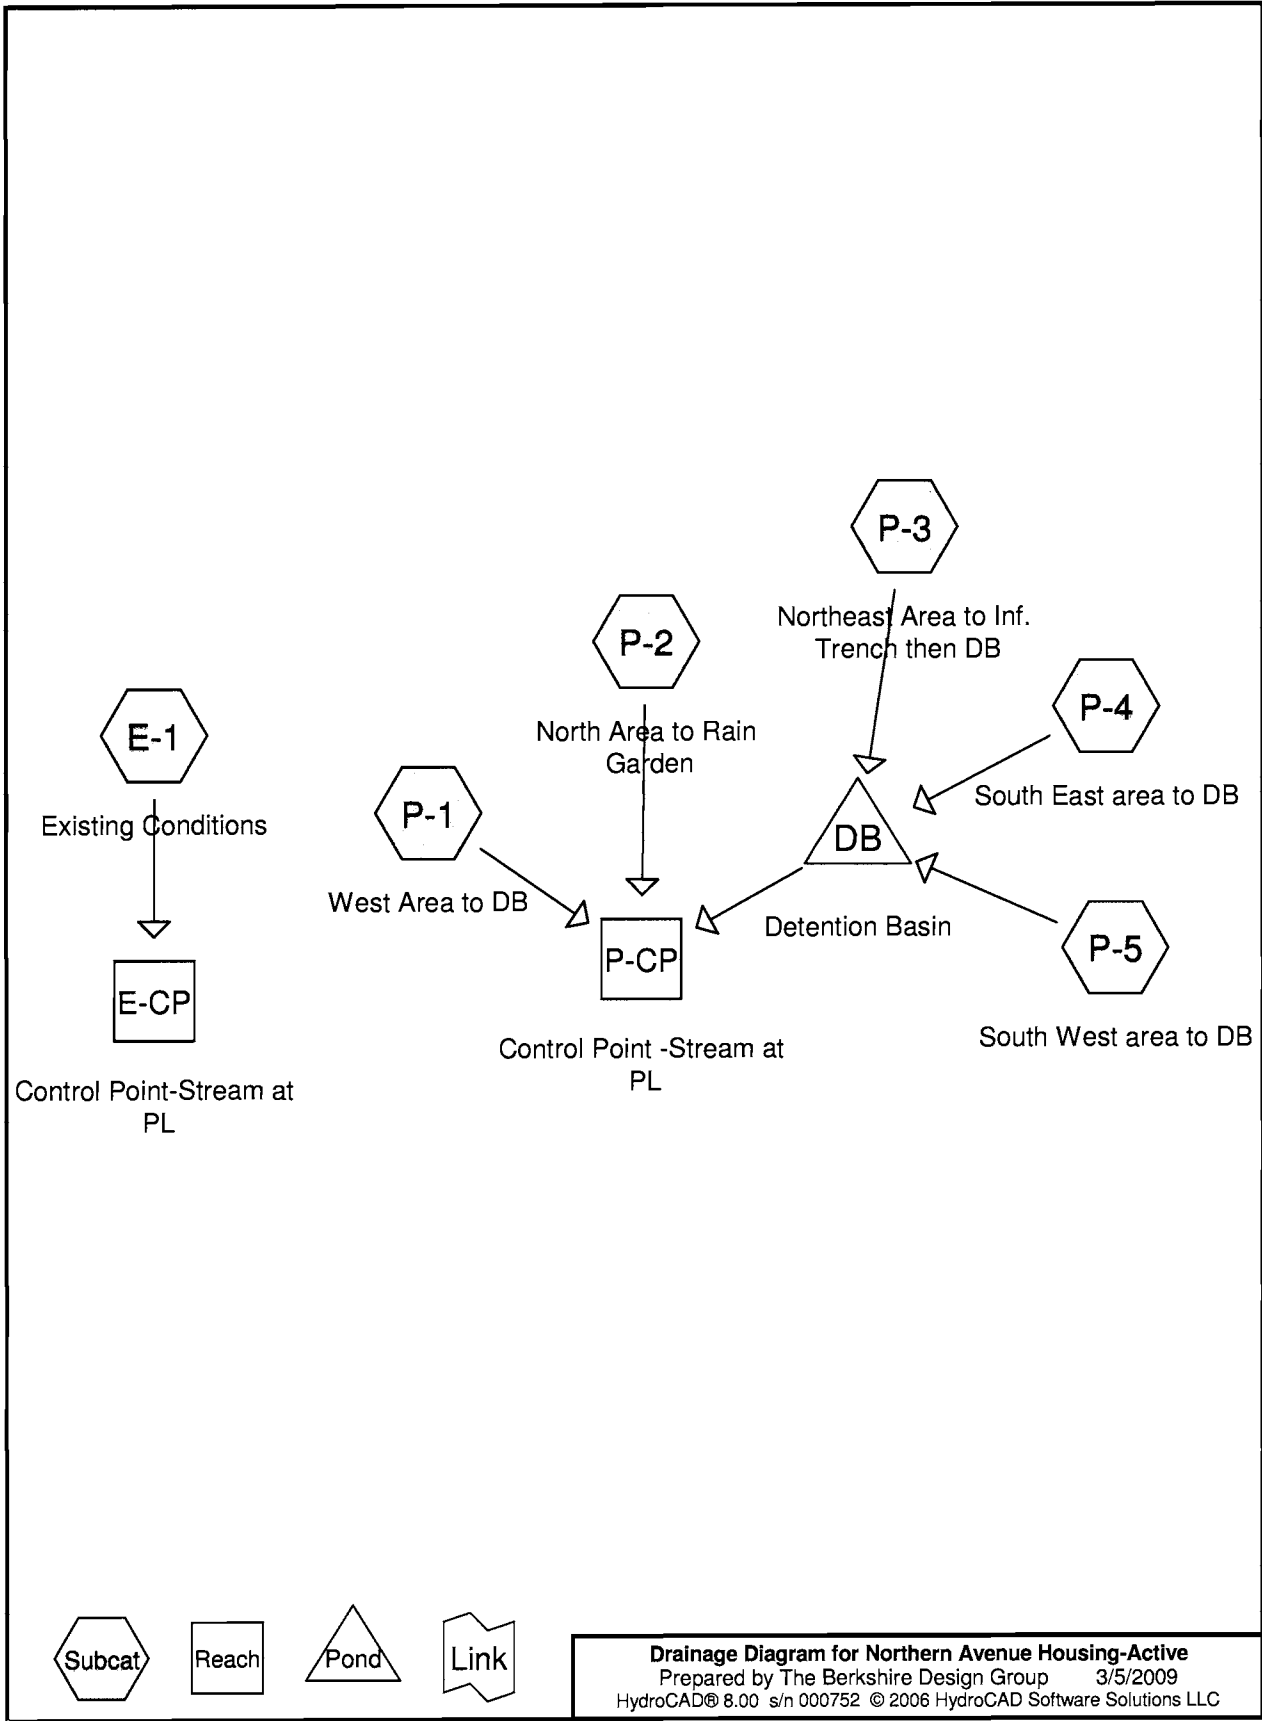 P-3
Northeast Area to Inf.
Trench then DB
P-2
North Area to Rain
Garden
P-4
South East area to DB
E-1
Existing Conditions
P-1
West Area to DB
DB
Detention Basin
P-5
South West area to DB
P-CP
Control Point -Stream at
PL
E-CP
Control Point-Stream at
PL
Subcat
Reach
Pond
Link
Drainage Diagram for Northern Avenue Housing-Active
Prepared by The Berkshire Design Group 3/5/2009
HydroCAD® 8.00 s/n 000752 © 2006 HydroCAD Software Solutions LLC